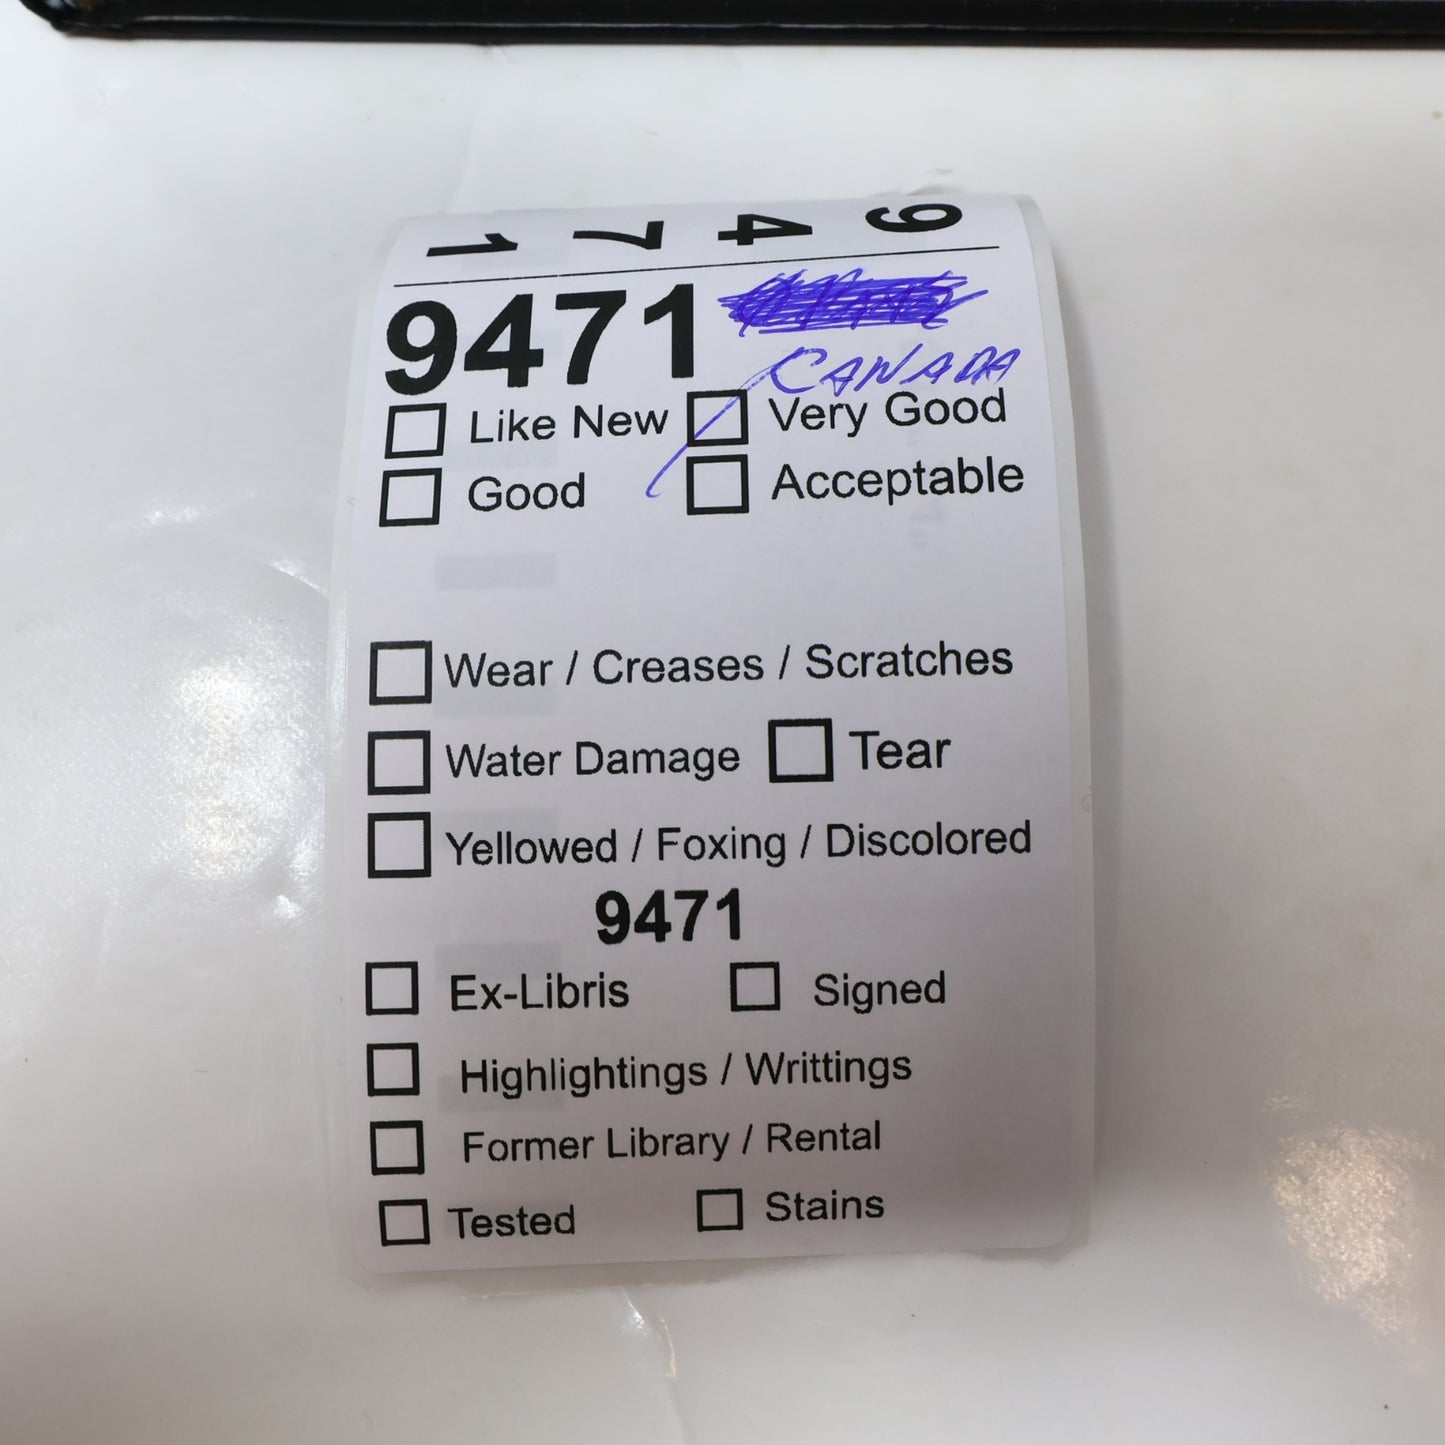 9 4 7 1
9471
CANADA
Like New Very Good
Good Acceptable
Wear / Creases / Scratches
Water Damage Tear
Yellowed / Foxing / Discolored
9471
Ex-Libris Signed
Highlightings / Writtings
Former Library / Rental
Tested Stains